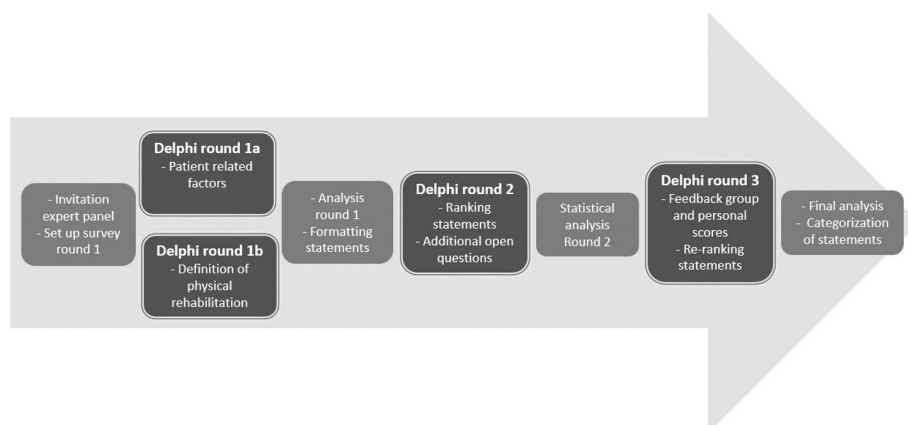 - Invitation
expert panel
- Set up survey
round 1
Delphi round 1a
- Patient related
factors
Delphi round 1b
- Definition of
physical
rehabilitation
- Analysis
round 1
- Formatting
statements
Delphi round 2
- Ranking
statements
- Additional open
questions
Statistical
analysis
Round 2
Delphi round 3
- Feedback group
and personal
scores
- Re-ranking
statements
- Final analysis
- Categorization
of statements